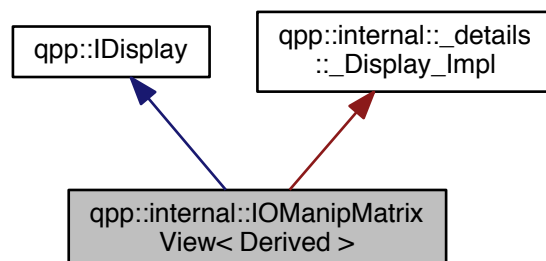 qpp::IDisplay
qpp::internal::_details
::_Display_Impl
qpp::internal::IOManipMatrix
View< Derived >